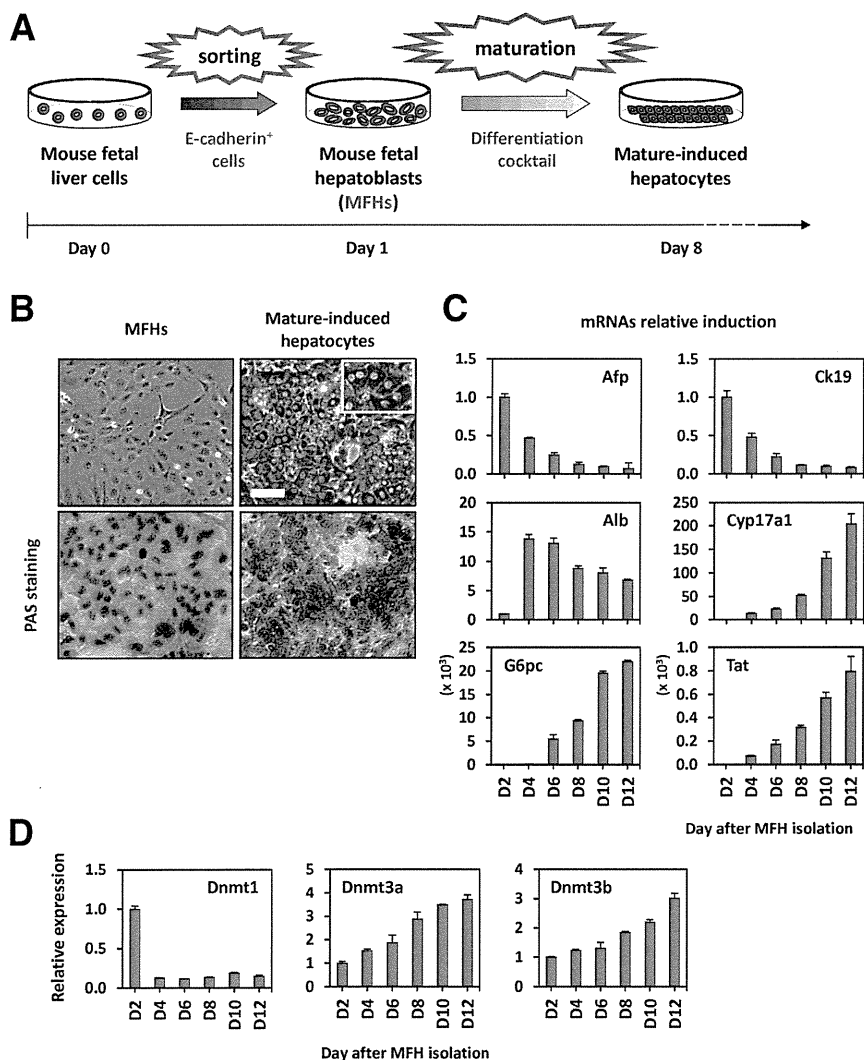 A
sorting
maturation
E-cadherin⁺
cells
Differentiation
cocktail
Mouse fetal
liver cells
Mouse fetal
hepatoblasts
(MFHs)
Mature-induced
hepatocytes
Day 0
Day 1
Day 8
B
MFHs
Mature-induced
hepatocytes
PAS staining
C
mRNAs relative induction
1.5
1.0
0.5
0.0
Afp
1.5
1.0
0.5
0.0
Ck19
20
15
10
5
0
Alb
250
200
150
100
50
0
Cyp17a1
(x 10³)
25
20
15
10
5
0
G6pc
D2
D4
D6
D8
D10
D12
(x 10³)
1.0
0.8
0.6
0.4
0.2
0.0
Tat
D2
D4
D6
D8
D10
D12
Day after MFH isolation
D
Relative expression
1.5
1.0
0.5
0.0
Dnmt1
D2
D4
D6
D8
D10
D12
5
4
3
2
1
0
Dnmt3a
D2
D4
D6
D8
D10
D12
4
3
2
1
0
Dnmt3b
D2
D4
D6
D8
D10
D12
Day after MFH isolation